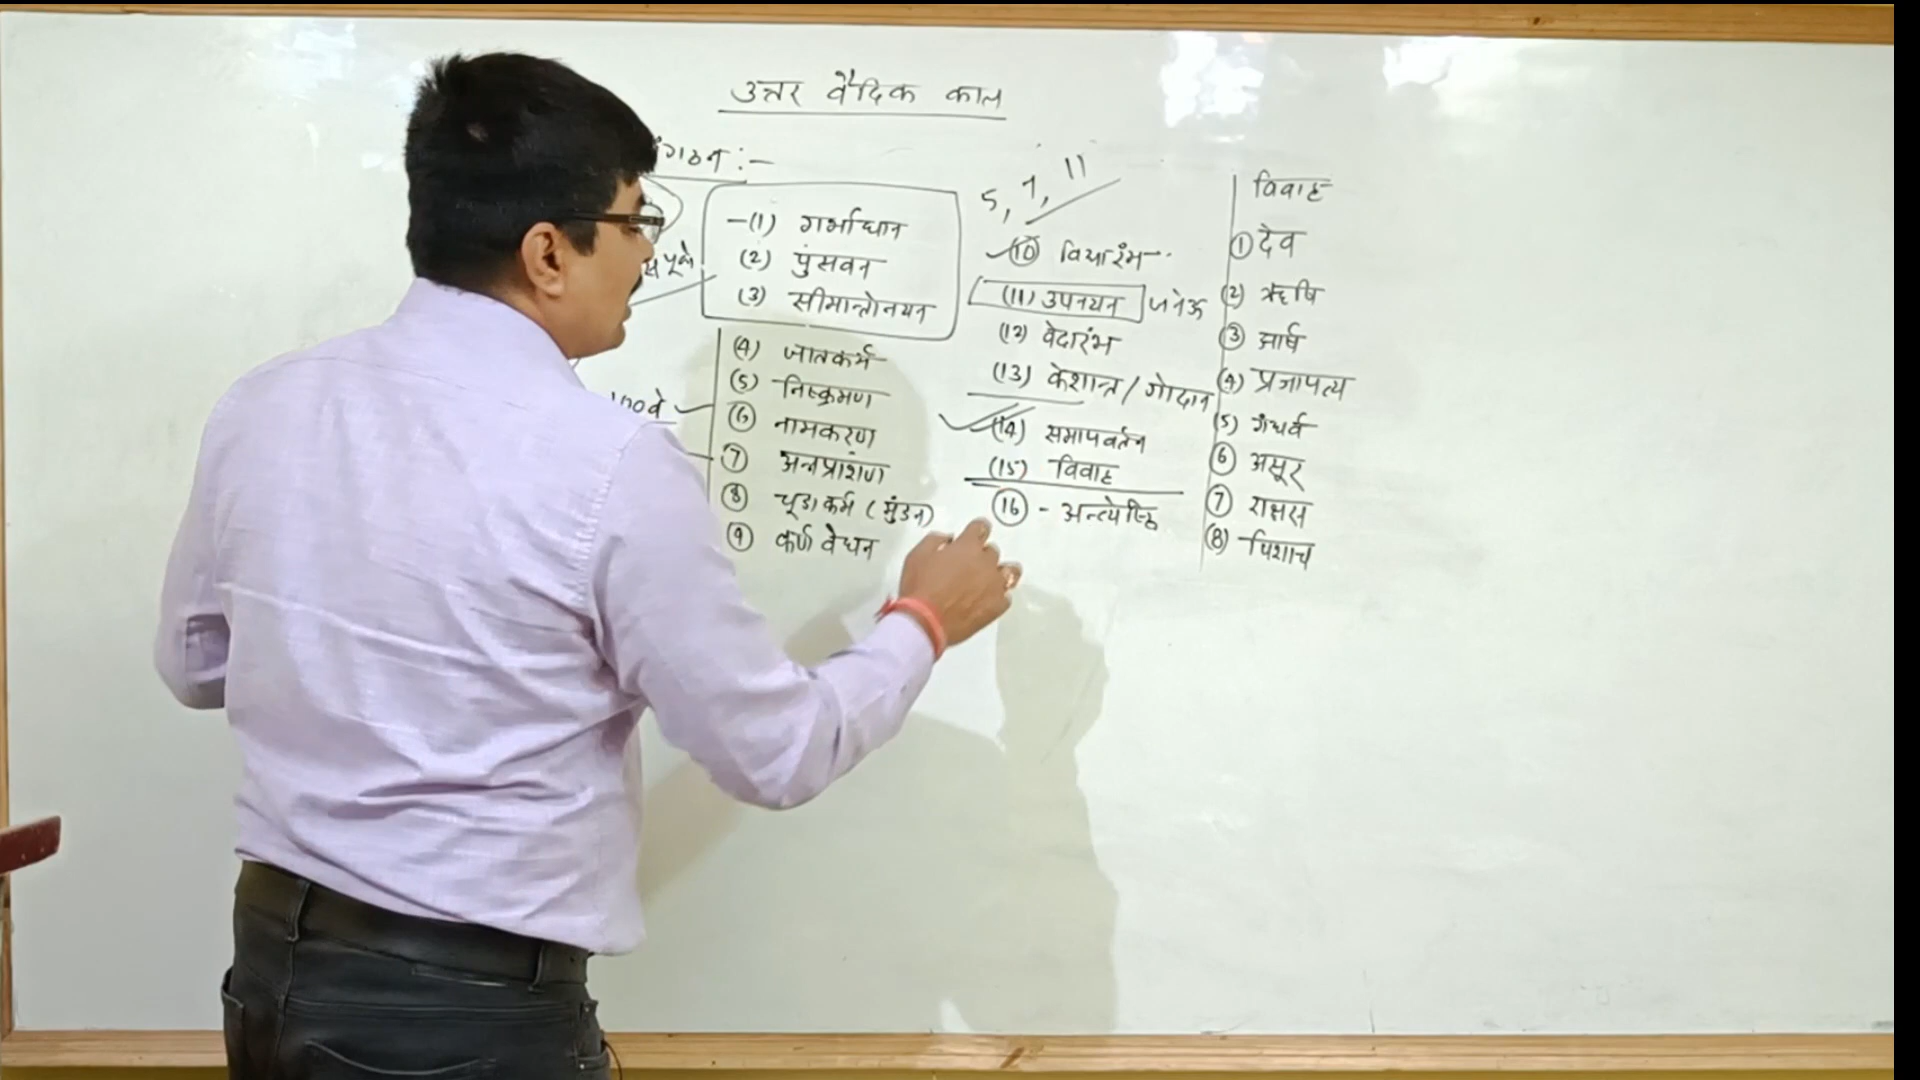 उत्तर वैदिक काल
ंगठन :-
(1) गर्भाधान
(2) पुंसवन
(3) सीमान्तोनयन
(4) जातकर्म
(5) निष्क्रमण
(6) नामकरण
(7) अन्नप्राशण
(8) चूडाकर्म (मुंडन)
(9) कर्ण वेधन
5, 7, 11
(10) विद्यारंभ
(11) उपनयन जनेऊ
(12) वेदारंभ
(13) केशान्त / गोदान
(14) समापवर्तन
(15) विवाह
(16) - अन्त्येष्ठि
विवाह
(1) देव
(2) ऋषि
(3) आर्ष
(4) प्रजापत्य
(5) गंधर्व
(6) असूर
(7) राक्षस
(8) पिशाच